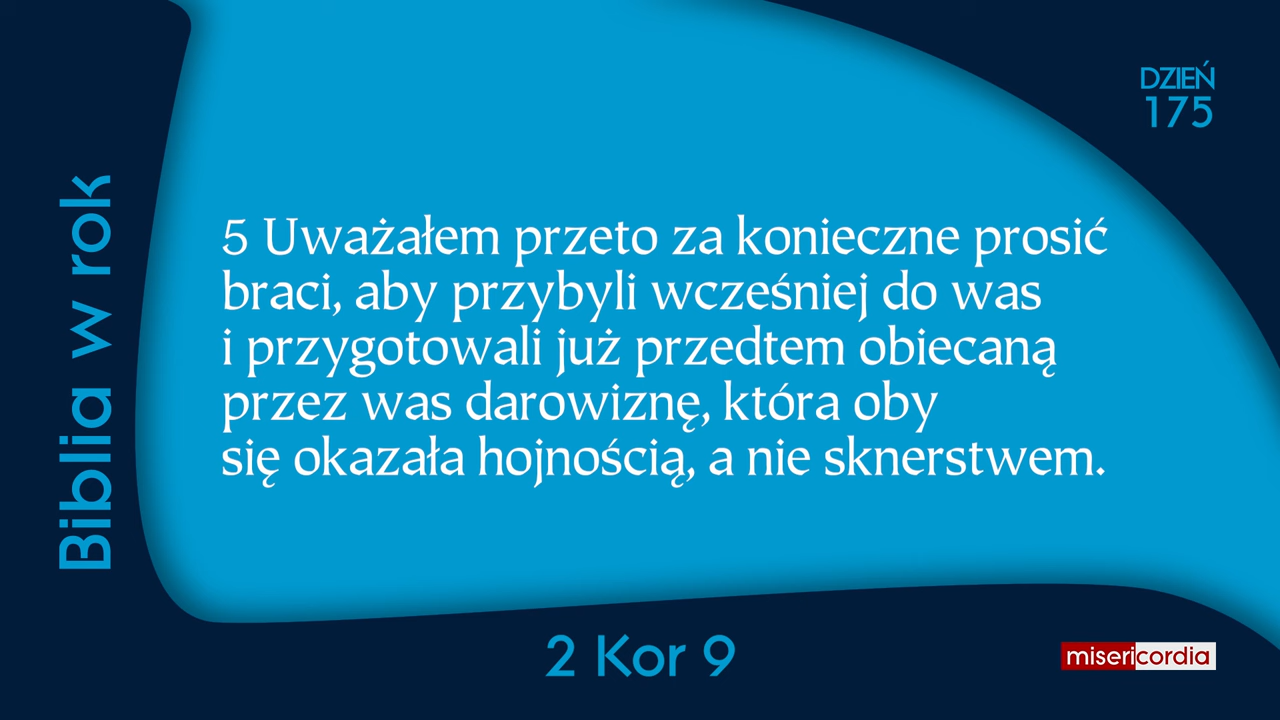 DZIEŃ
175
Biblia w rok
5 Uważałem przeto za konieczne prosić
braci, aby przybyli wcześniej do was
i przygotowali już przedtem obiecaną
przez was darowiznę, która oby
się okazała hojnością, a nie sknerstwem.
2 Kor 9
misericordia